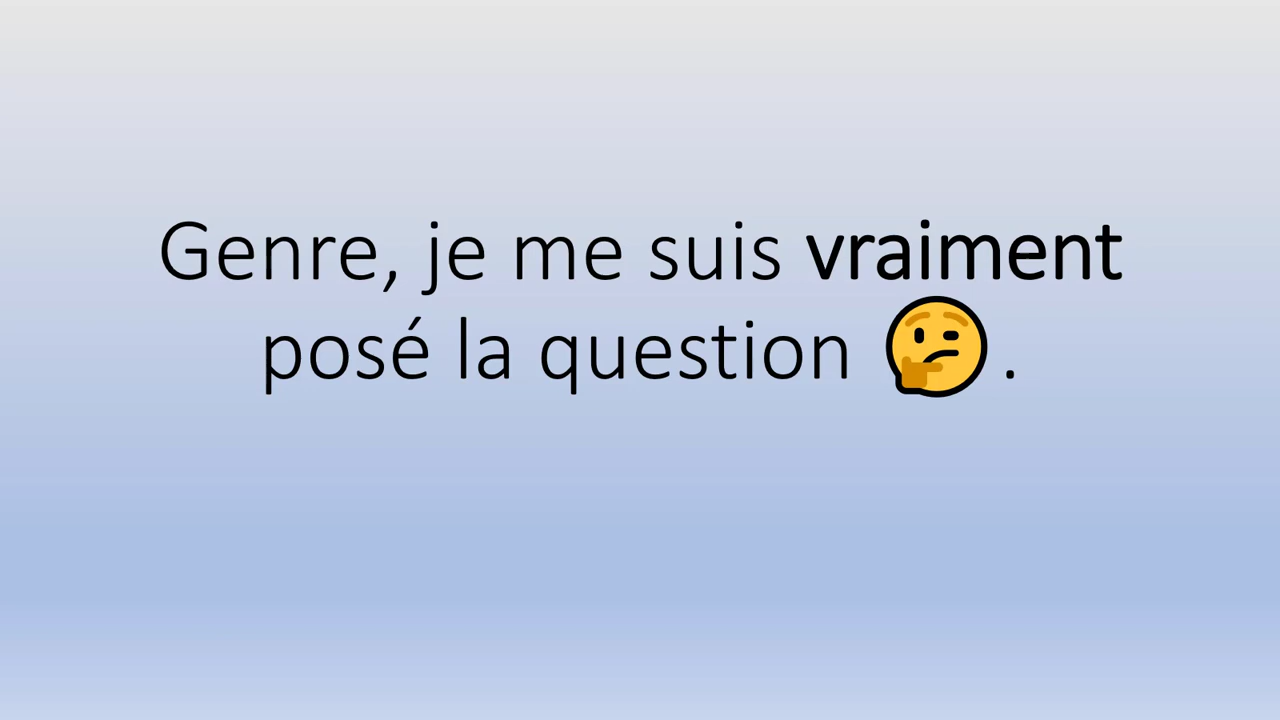 Genre, je me suis vraiment
posé la question 🤔.